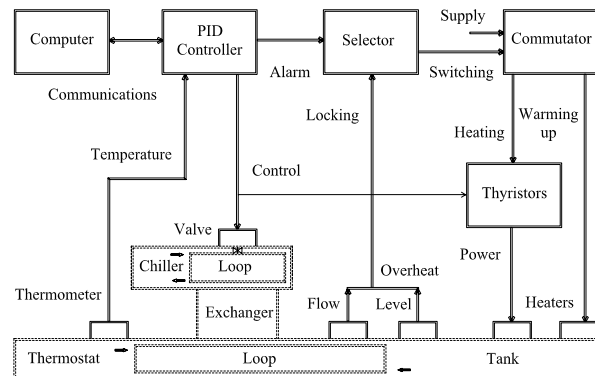 Supply
Computer
PID
Controller
Selector
Commutator
Communications
Alarm
Switching
Locking
Heating
Warming
up
Temperature
Control
Thyristors
Valve
Chiller
Loop
Power
Overheat
Thermometer
Exchanger
Flow
Level
Heaters
Thermostat
Loop
Tank